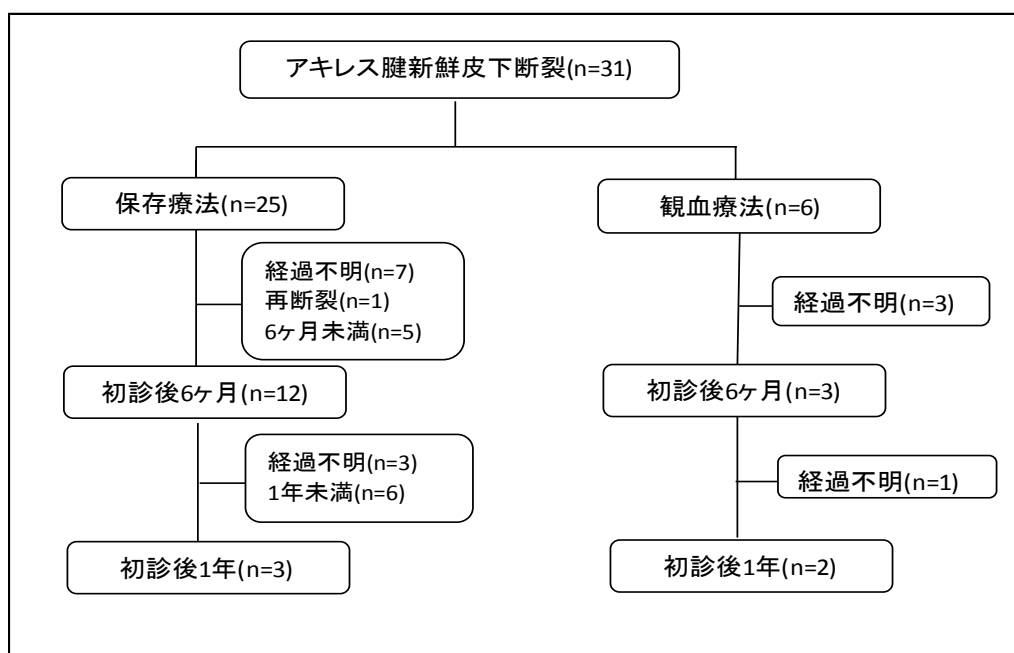 アキレス腱新鮮皮下断裂(n=31)
保存療法(n=25)
観血療法(n=6)
経過不明(n=7)
再断裂(n=1)
6ヶ月未満(n=5)
経過不明(n=3)
初診後6ヶ月(n=12)
初診後6ヶ月(n=3)
経過不明(n=3)
1年未満(n=6)
経過不明(n=1)
初診後1年(n=3)
初診後1年(n=2)